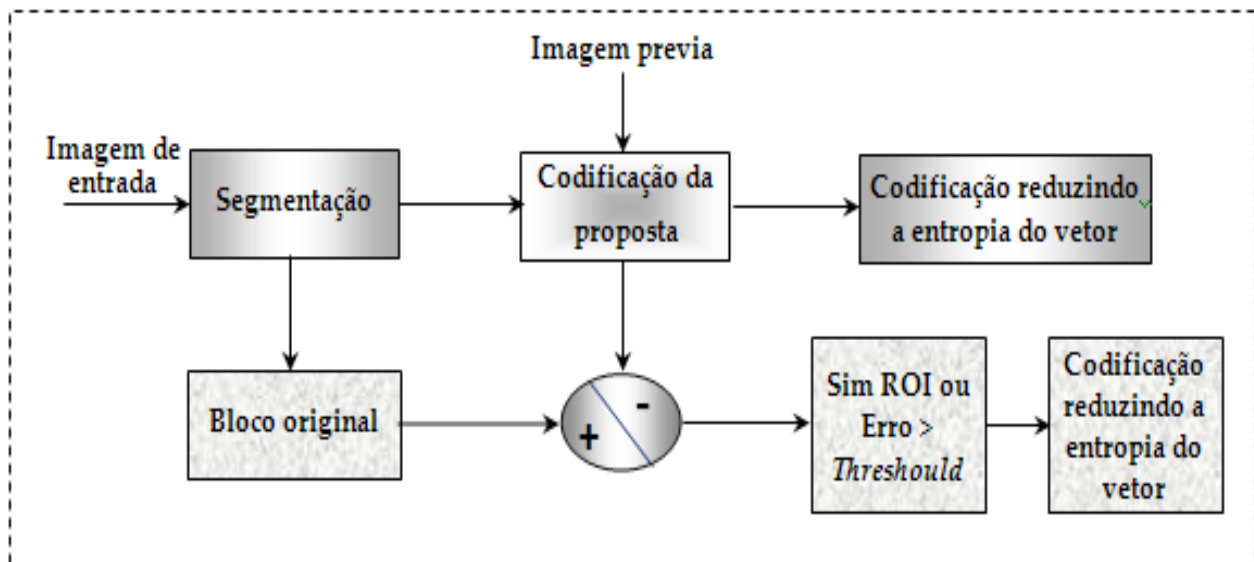 Imagem previa
Imagem de
entrada
Segmentação
Codificação da
proposta
Codificação reduzindo
a entropia do vetor
Bloco original
+
-
Sim ROI ou
Erro >
Threshould
Codificação
reduzindo a
entropia do
vetor